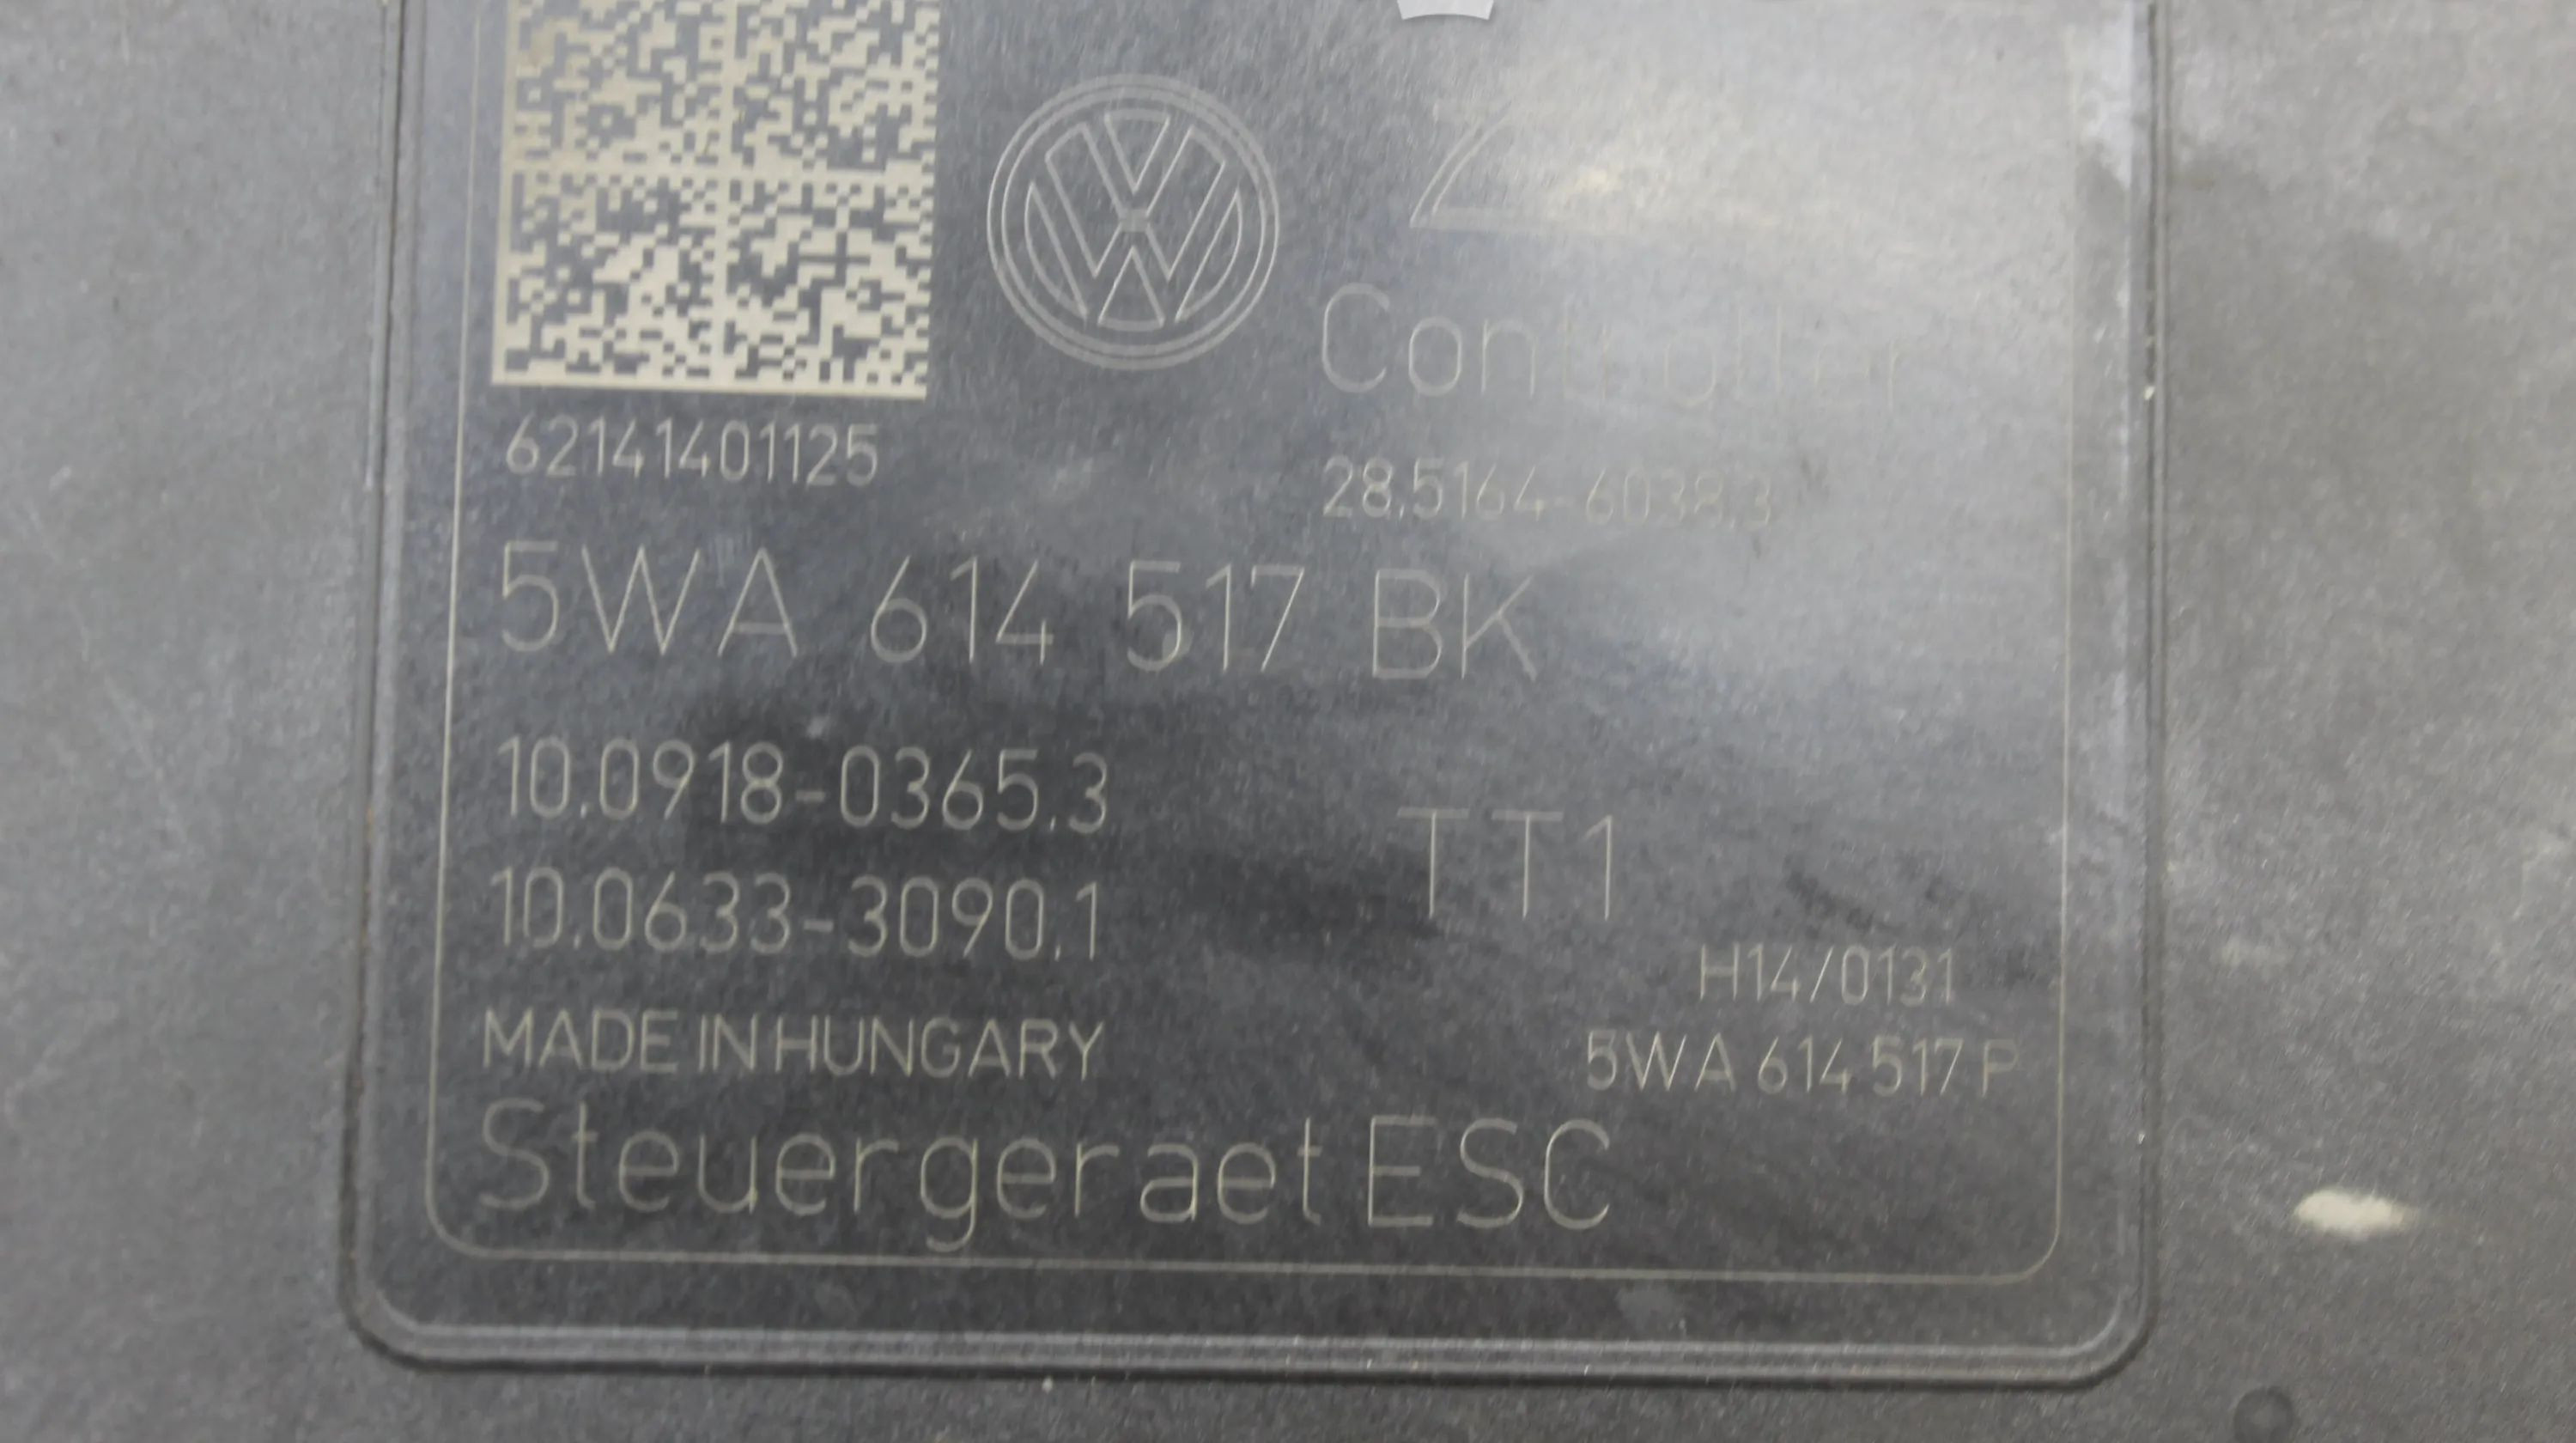 Controller
62141401125
28.5164-6038.3
5WA 614 517 BK
10.0918-0365.3
TT1
10.0633-3090.1
H14/0131
MADE IN HUNGARY
5WA 614 517 P
Steuergeraet ESC